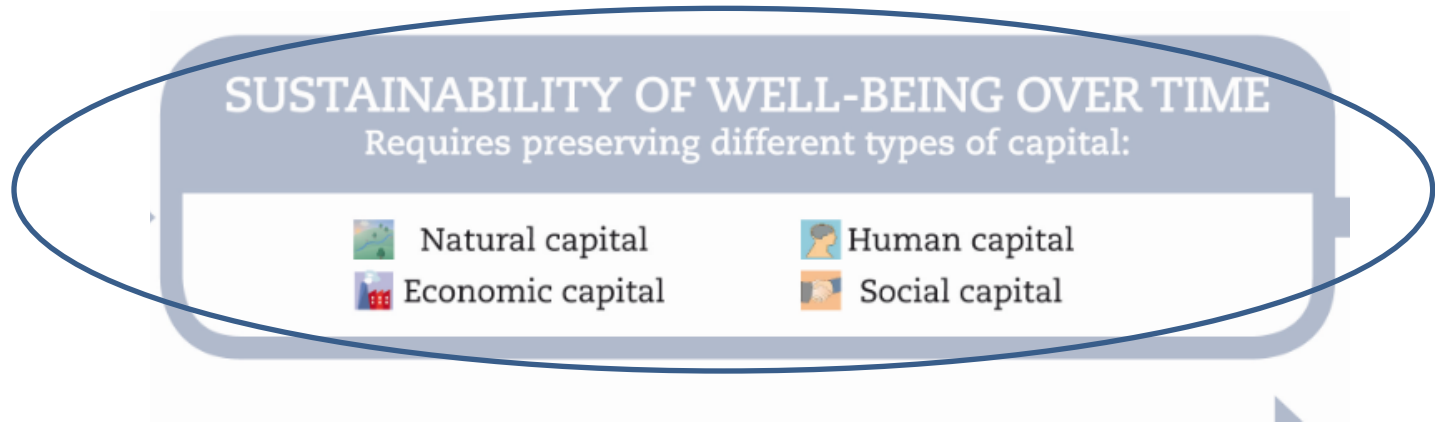 SUSTAINABILITY OF WELL-BEING OVER TIME
Requires preserving different types of capital:
Natural capital
Human capital
Economic capital
Social capital